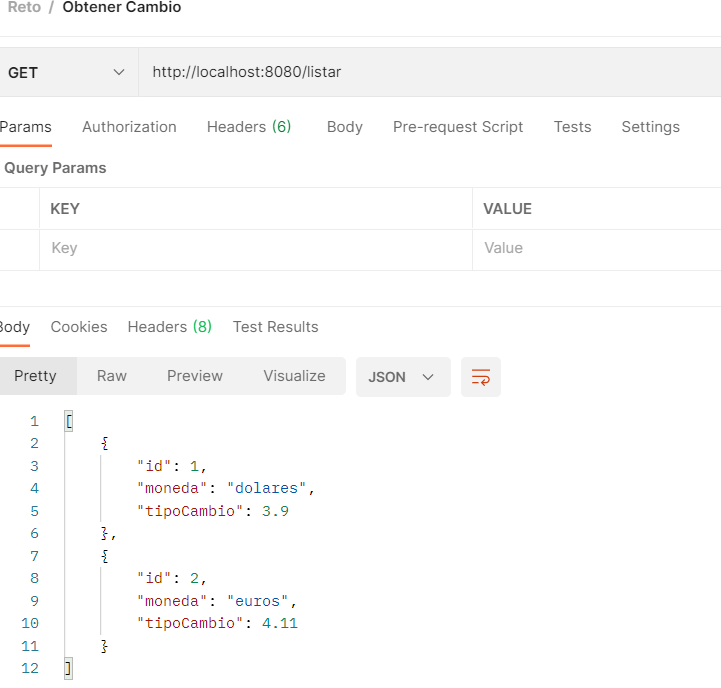 Reto / Obtener Cambio
GET http://localhost:8080/listar
Params Authorization Headers (6) Body Pre-request Script Tests Settings
Query Params
KEY VALUE
Key Value
Body Cookies Headers (8) Test Results
Pretty Raw Preview Visualize JSON
1 [
2 {
3 "id": 1,
4 "moneda": "dolares",
5 "tipoCambio": 3.9
6 },
7 {
8 "id": 2,
9 "moneda": "euros",
10 "tipoCambio": 4.11
11 }
12 ]